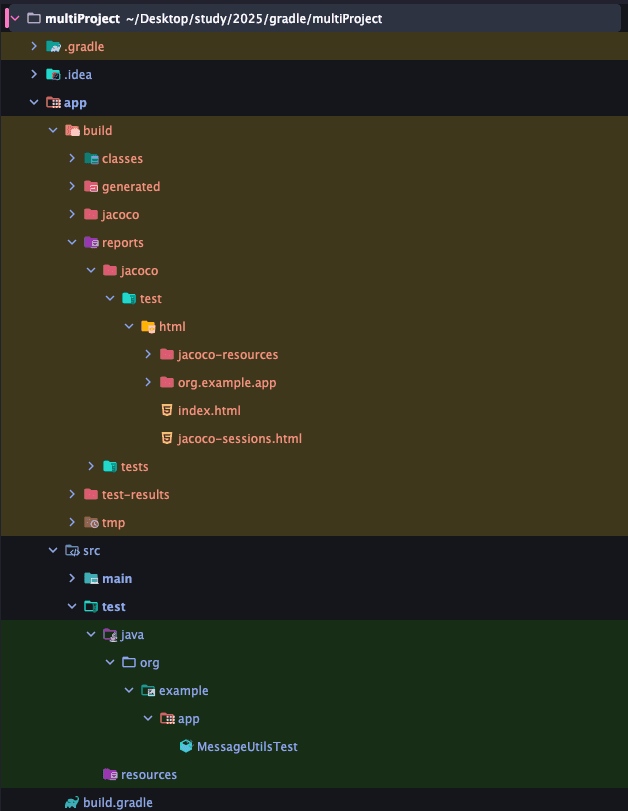 multiProject ~/Desktop/study/2025/gradle/multiProject
.gradle
.idea
app
build
classes
generated
jacoco
reports
jacoco
test
html
jacoco-resources
org.example.app
index.html
jacoco-sessions.html
tests
test-results
tmp
src
main
test
java
org
example
app
MessageUtilsTest
resources
build.gradle